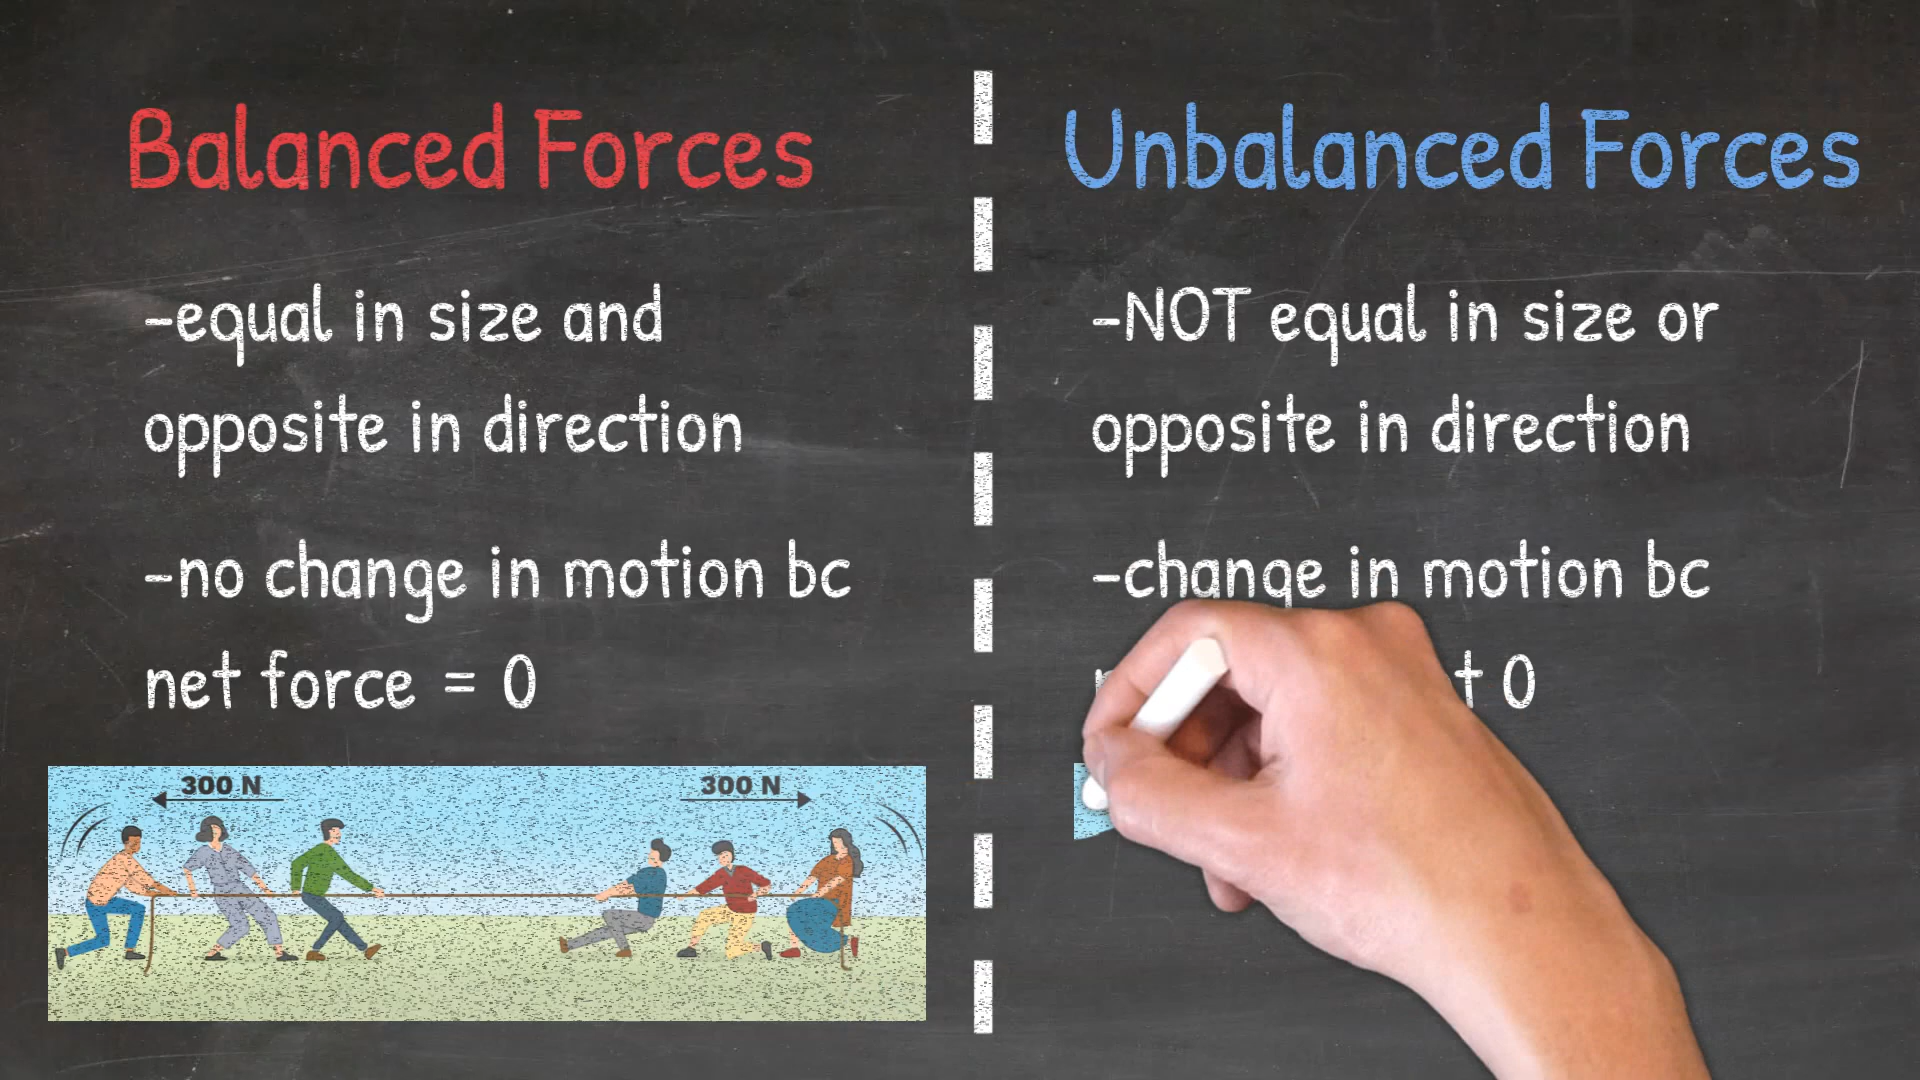 Balanced Forces
-equal in size and
opposite in direction
-no change in motion bc
net force = 0
300 N
300 N
Unbalanced Forces
-NOT equal in size or
opposite in direction
-change in motion bc
0